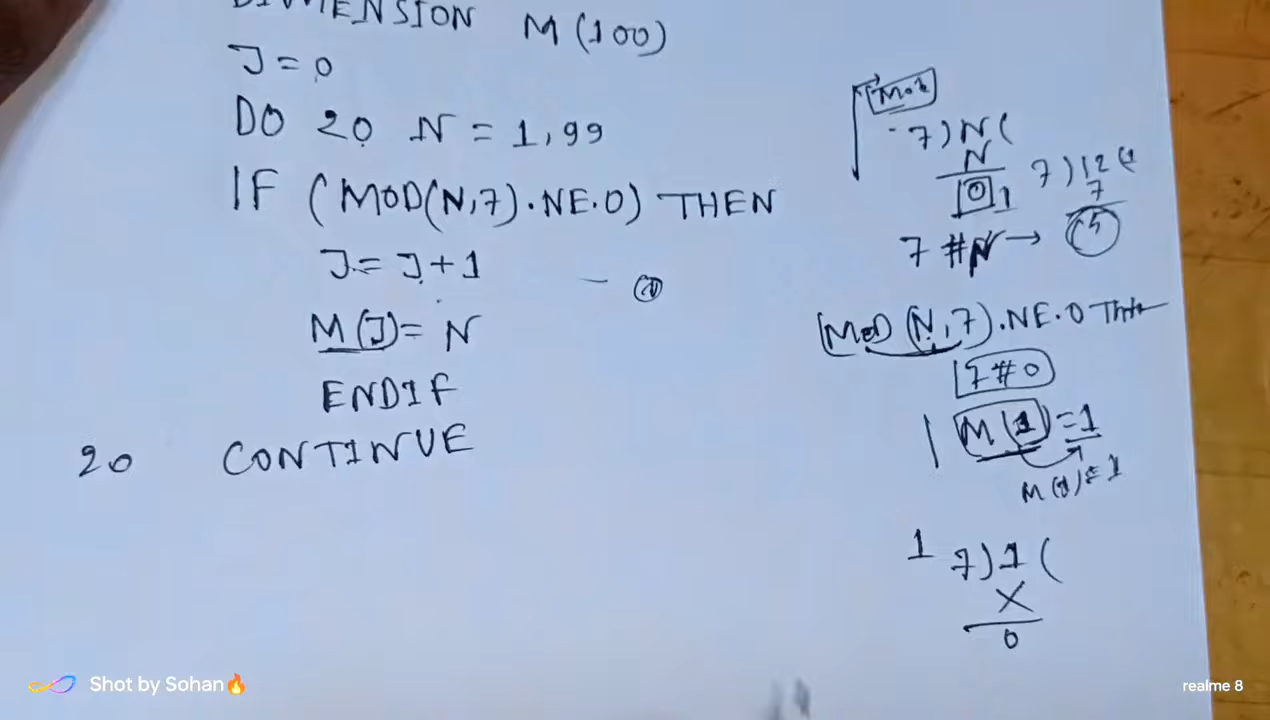 DIMENSION M(100)
J=0
DO 20 N = 1,99
IF (MOD(N,7).NE.0) THEN
J=J+1
M(J)=N
ENDIF
20 CONTINUE
7)N(
N
0
7)12(1
7
5
7#N→
MOD (N,7).NE.0
7#0
M(1)=1
M(1)=1
1 7)1(
X
0
Shot by Sohan🔥
realme 8